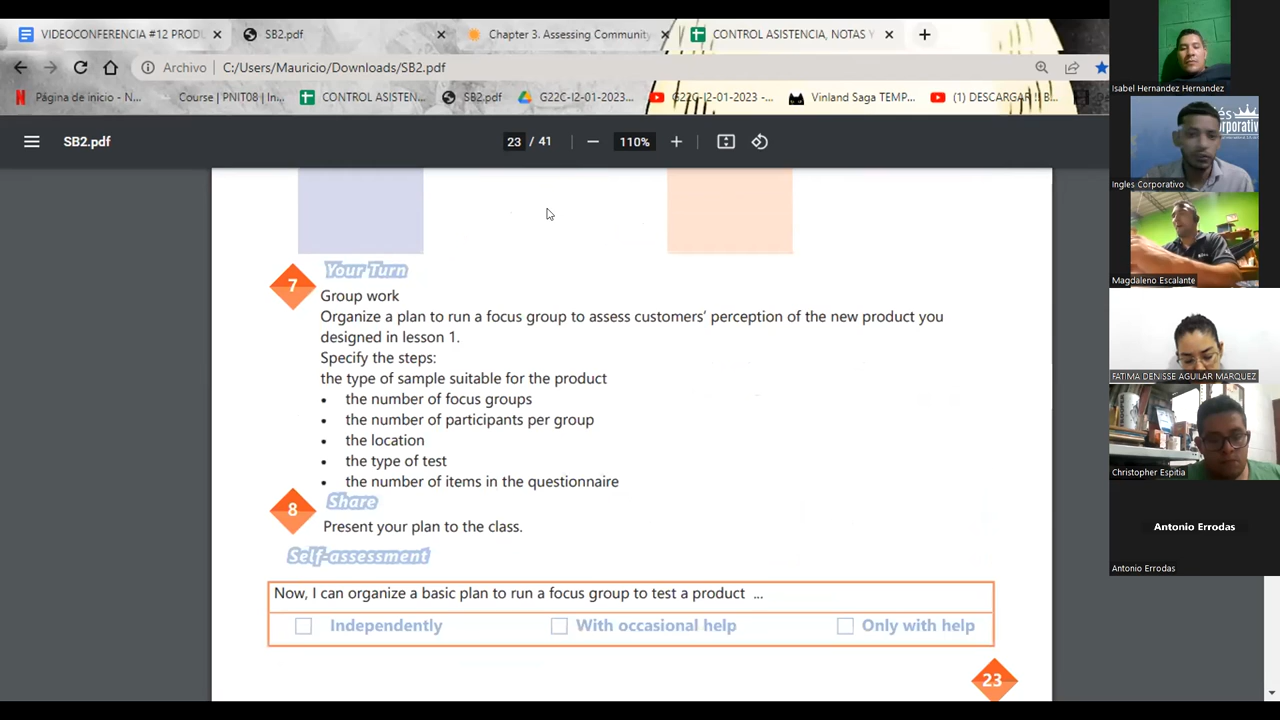 VIDEOCONFERENCIA #12 PROD
SB2.pdf
Chapter 3. Assessing Community
CONTROL ASISTENCIA, NOTAS Y
Archivo
C:/Users/Mauricio/Downloads/SB2.pdf
Página de inicio - N...
Course | PNIT08 | In...
CONTROL ASISTEN...
SB2.pdf
G22C-I2-01-2023...
G22C-I2-01-2023 -...
Vinland Saga TEMP...
(1) DESCARGAR !! B...
SB2.pdf
23 / 41
110%
7
Your Turn
Group work
Organize a plan to run a focus group to assess customers’ perception of the new product you
designed in lesson 1.
Specify the steps:
the type of sample suitable for the product
• the number of focus groups
• the number of participants per group
• the location
• the type of test
• the number of items in the questionnaire
8
Share
Present your plan to the class.
Self-assessment
Now, I can organize a basic plan to run a focus group to test a product ...
Independently
With occasional help
Only with help
23
Isabel Hernandez Hernandez
Ingles Corporativo
Magdaleno Escalante
FATIMA DENISSE AGUILAR MARQUEZ
Christopher Espitia
Antonio Errodas
Antonio Errodas